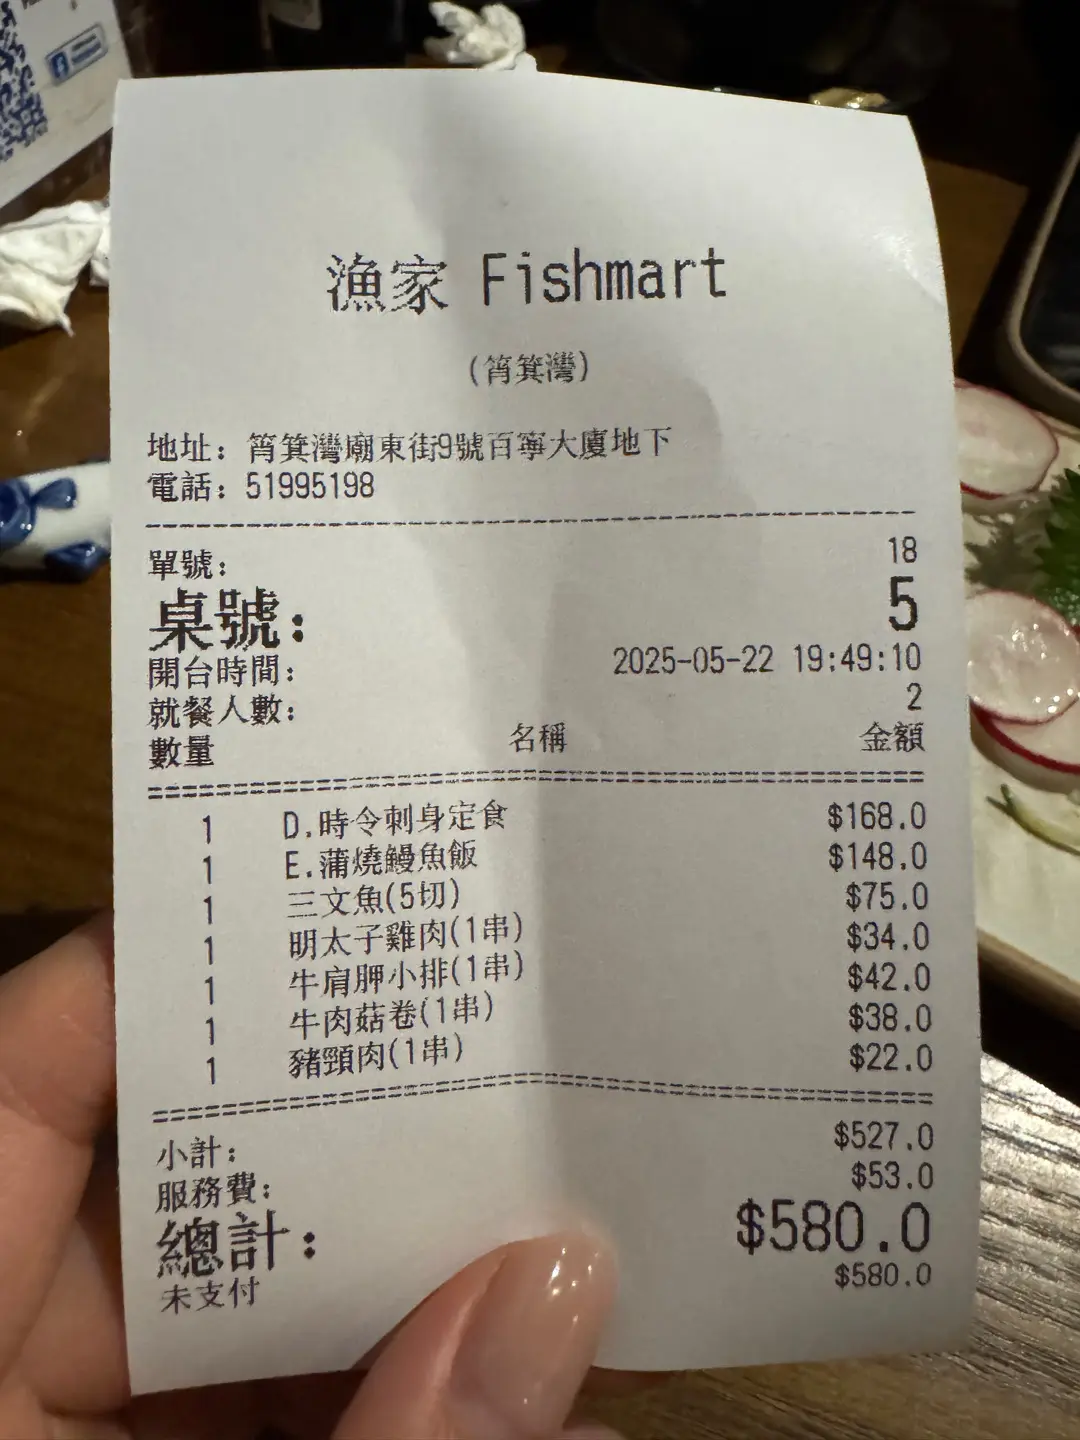 漁家 Fishmart
(筲箕灣)
地址: 筲箕灣廟東街9號百寧大廈地下
電話: 51995198
單號: 18
桌號: 5
開台時間: 2025-05-22 19:49:10
就餐人數: 2
數量 名稱 金額
1 D.時令刺身定食 $168.0
1 E.蒲燒鰻魚飯 $148.0
1 三文魚(5切) $75.0
1 明太子雞肉(1串) $34.0
1 牛肩胛小排(1串) $42.0
1 牛肉菇卷(1串) $38.0
1 豬頸肉(1串) $22.0
小計: $527.0
服務費: $53.0
總計: $580.0
未支付 $580.0